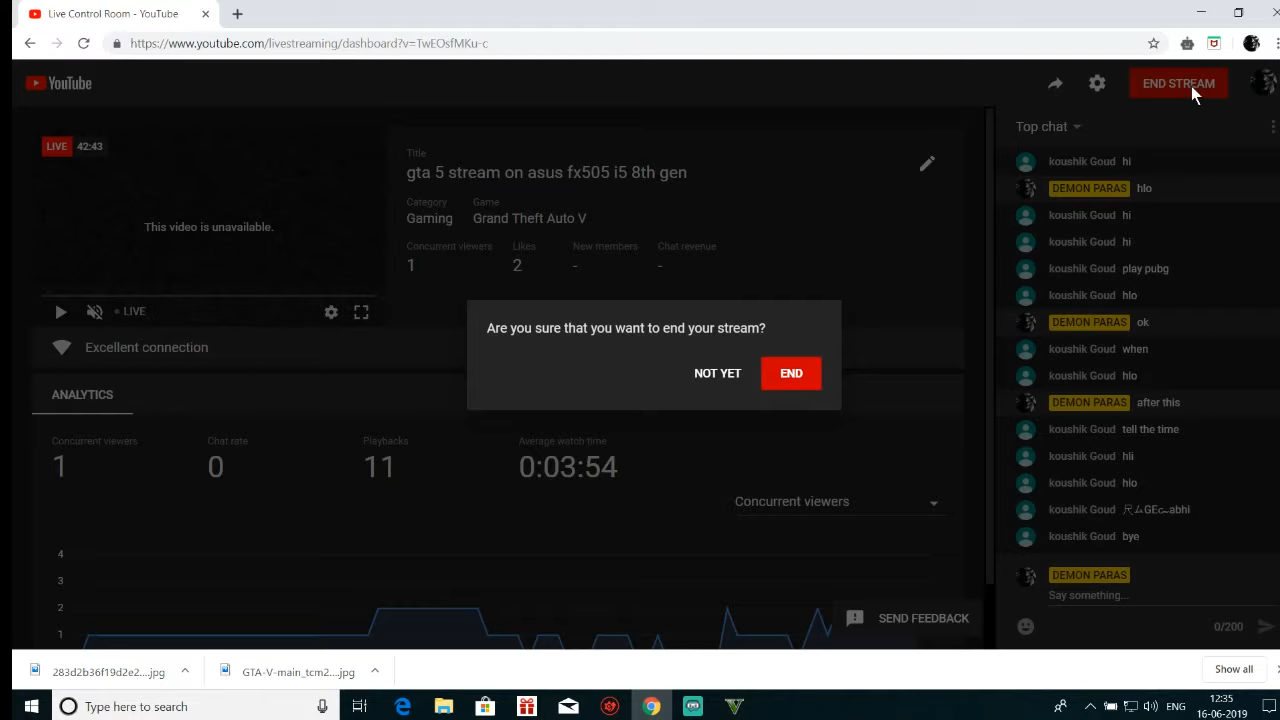 Live Control Room - YouTube
https://www.youtube.com/livestreaming/dashboard?v=TwEOsfMKu-c
YouTube
END STREAM
LIVE 42:43
This video is unavailable.
LIVE
Title
gta 5 stream on asus fx505 i5 8th gen
Category Game
Gaming Grand Theft Auto V
Concurrent viewers Likes New members Chat revenue
1 2 - -
Excellent connection
Are you sure that you want to end your stream?
NOT YET END
ANALYTICS
Concurrent viewers Chat rate Playbacks Average watch time
1 0 11 0:03:54
Concurrent viewers
4
3
2
1
SEND FEEDBACK
Top chat
koushik Goud hi
DEMON PARAS hlo
koushik Goud hi
koushik Goud hi
koushik Goud play pubg
koushik Goud hlo
DEMON PARAS ok
koushik Goud when
koushik Goud hlo
DEMON PARAS after this
koushik Goud tell the time
koushik Goud hli
koushik Goud hlo
koushik Goud 尺ムGEc~abhi
koushik Goud bye
DEMON PARAS
Say something...
0/200
283d2b36f19d2e2....jpg
GTA-V-main_tcm2....jpg
Show all
Type here to search
ENG
12:35
16-06-2019